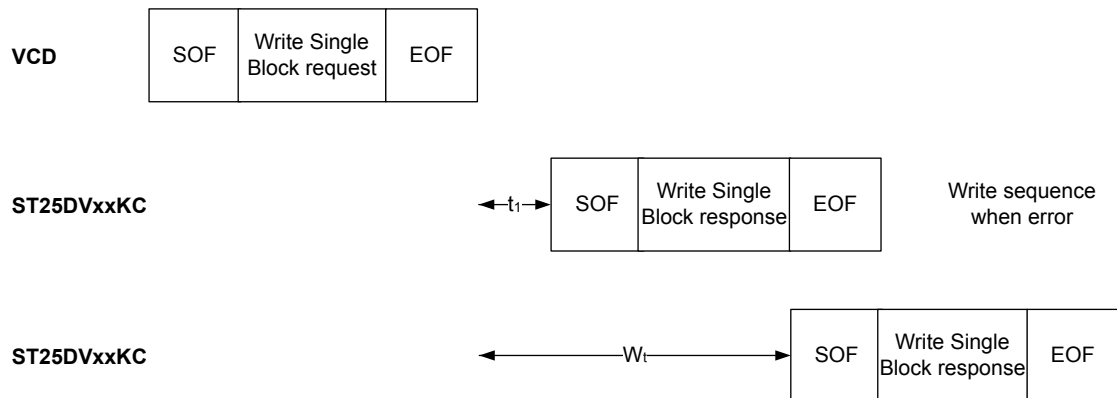 VCD
SOF
Write Single
Block request
EOF
ST25DVxxKC
t1
SOF
Write Single
Block response
EOF
Write sequence
when error
ST25DVxxKC
Wt
SOF
Write Single
Block response
EOF